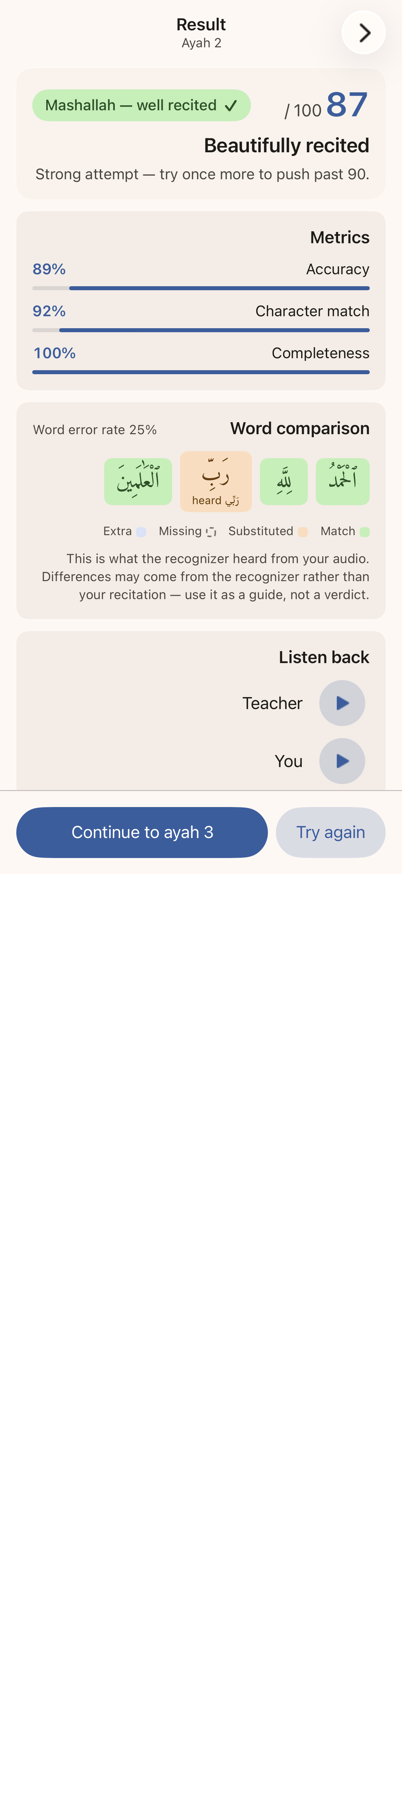 Result
Ayah 2
Mashallah — well recited ✓
87 / 100
Beautifully recited
Strong attempt — try once more to push past 90.
Metrics
Accuracy 89%
Character match 92%
Completeness 100%
Word comparison
Word error rate 25%
ٱلْحَمْدُ لِلَّهِ رَبِّ ٱلْعَٰلَمِينَ
heard رَبِّي
Match Substituted Missing Extra
This is what the recognizer heard from your audio.
Differences may come from the recognizer rather than
your recitation — use it as a guide, not a verdict.
Listen back
Teacher
You
Continue to ayah 3
Try again